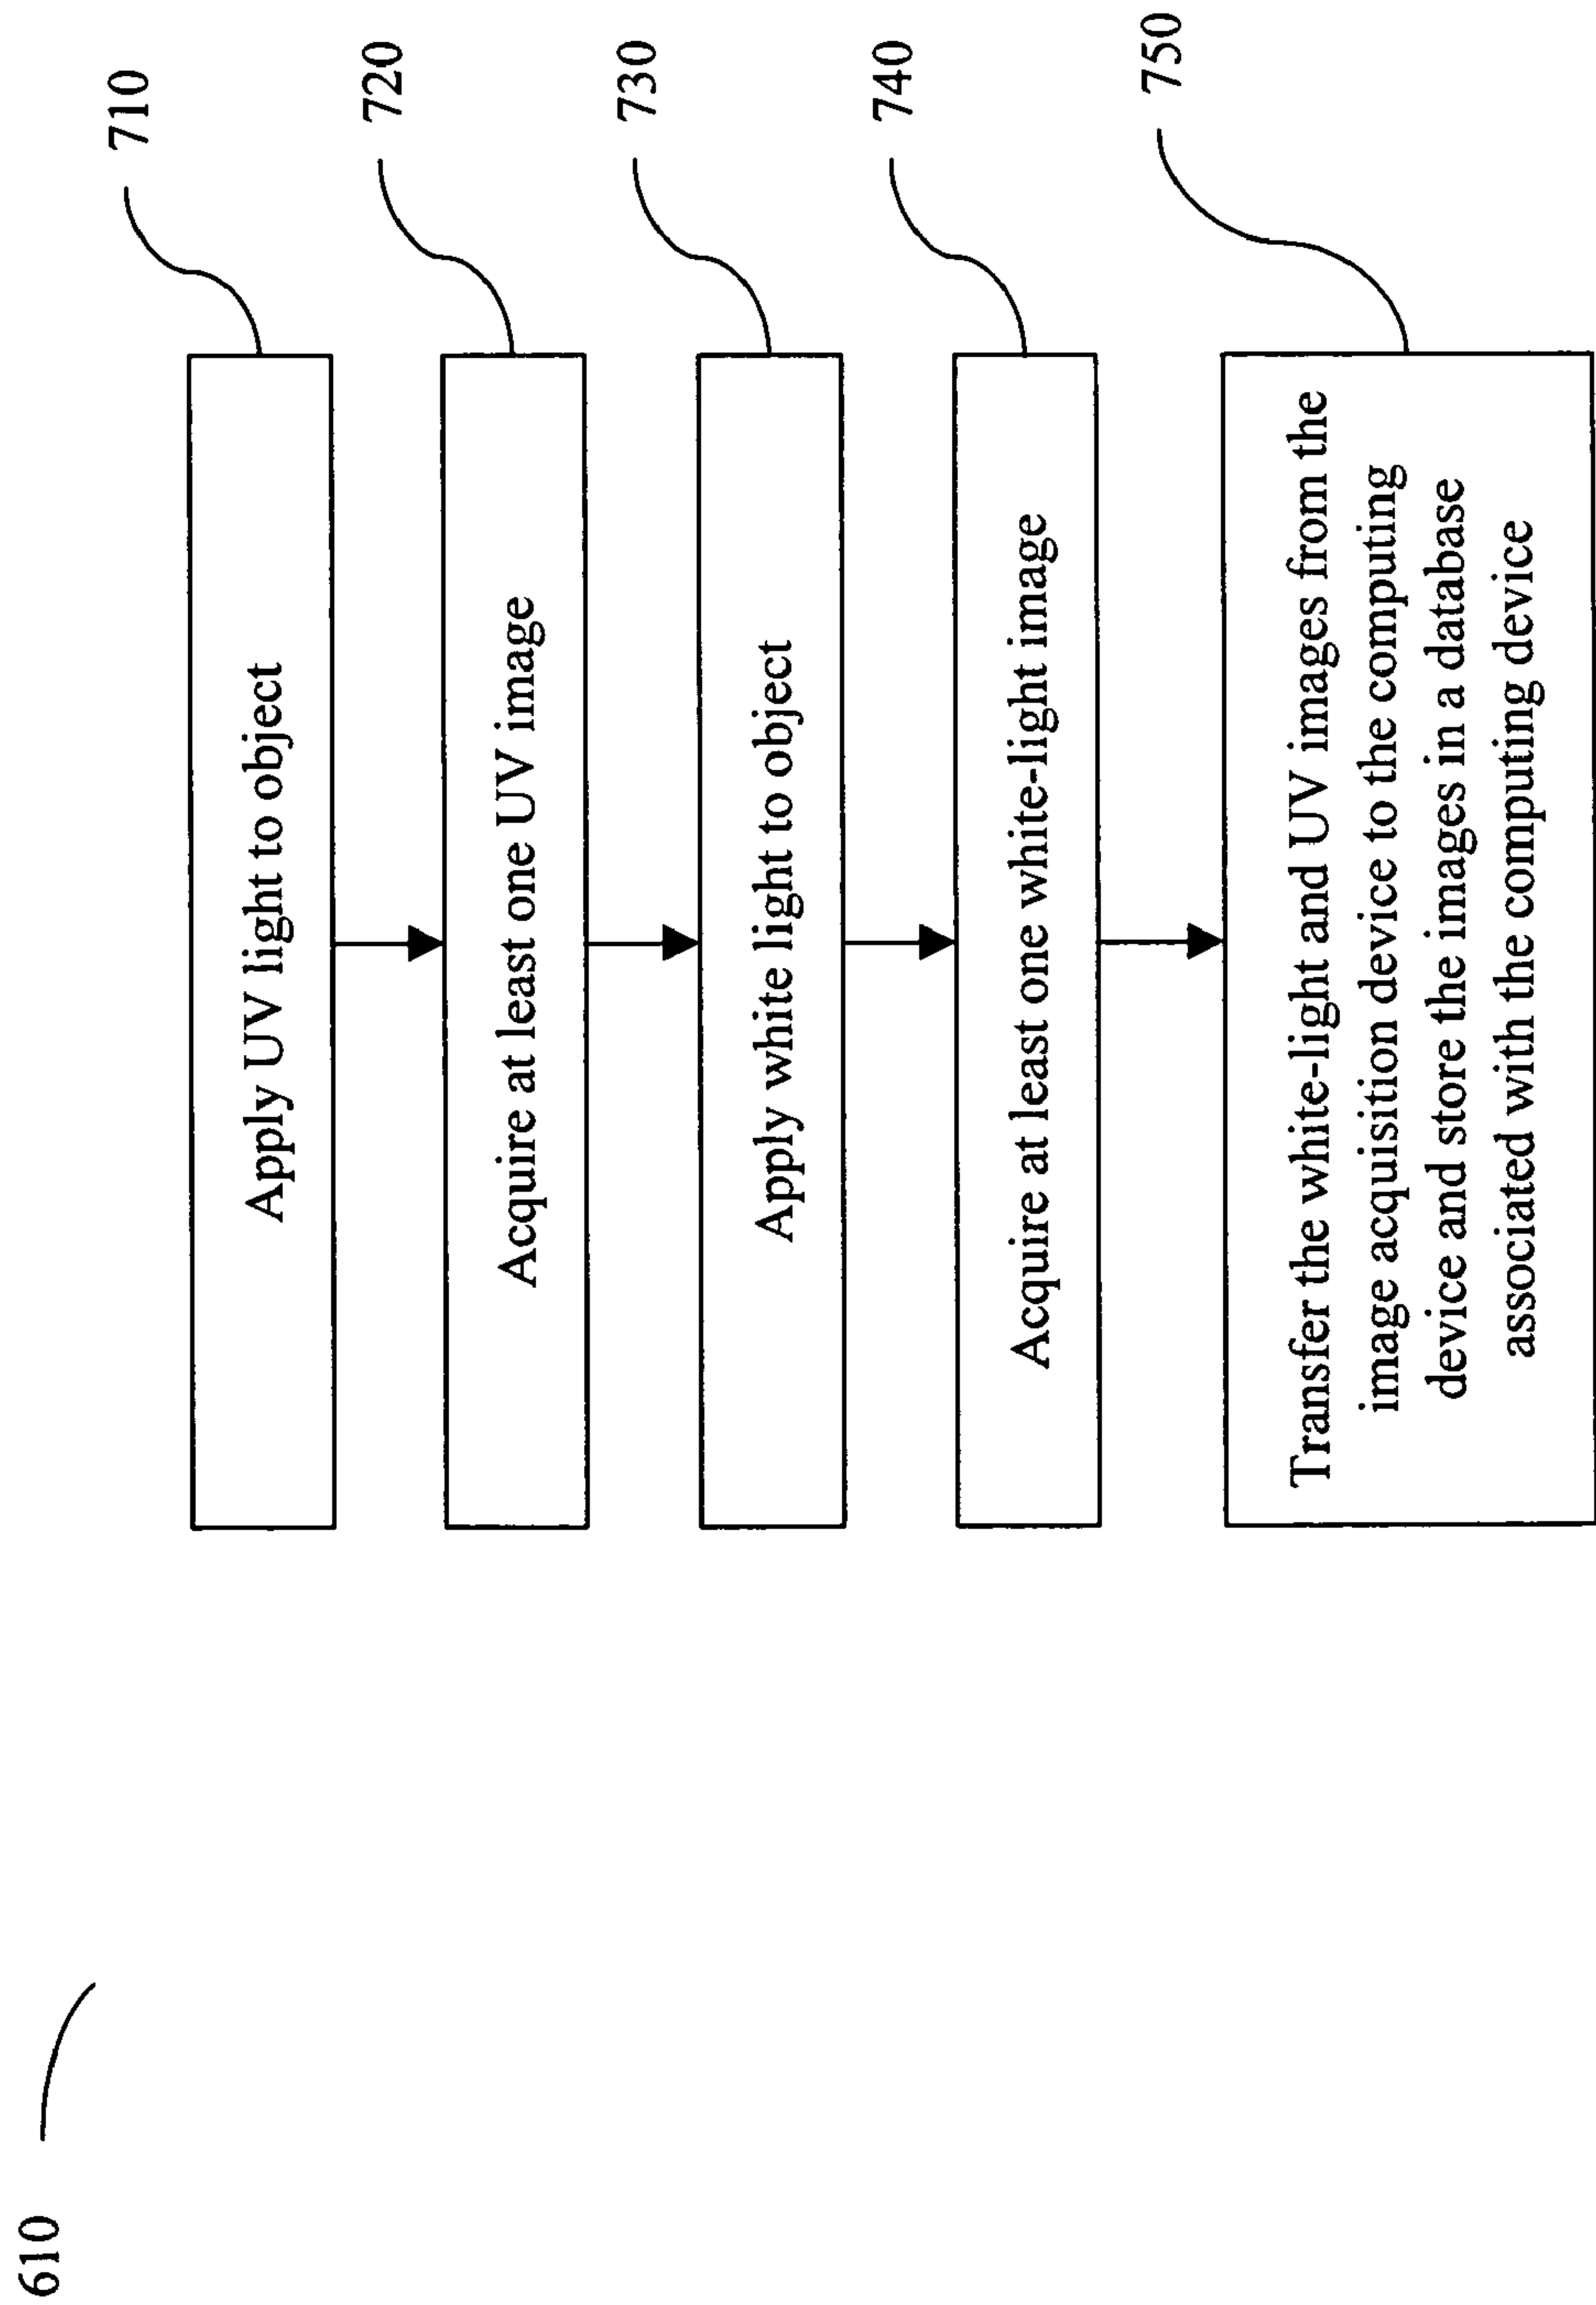 610
710
Apply UV light to object
720
Acquire at least one UV image
730
Apply white light to object
740
Acquire at least one white-light image
750
Transfer the white-light and UV images from the
image acquisition device to the computing
device and store the images in a database
associated with the computing device